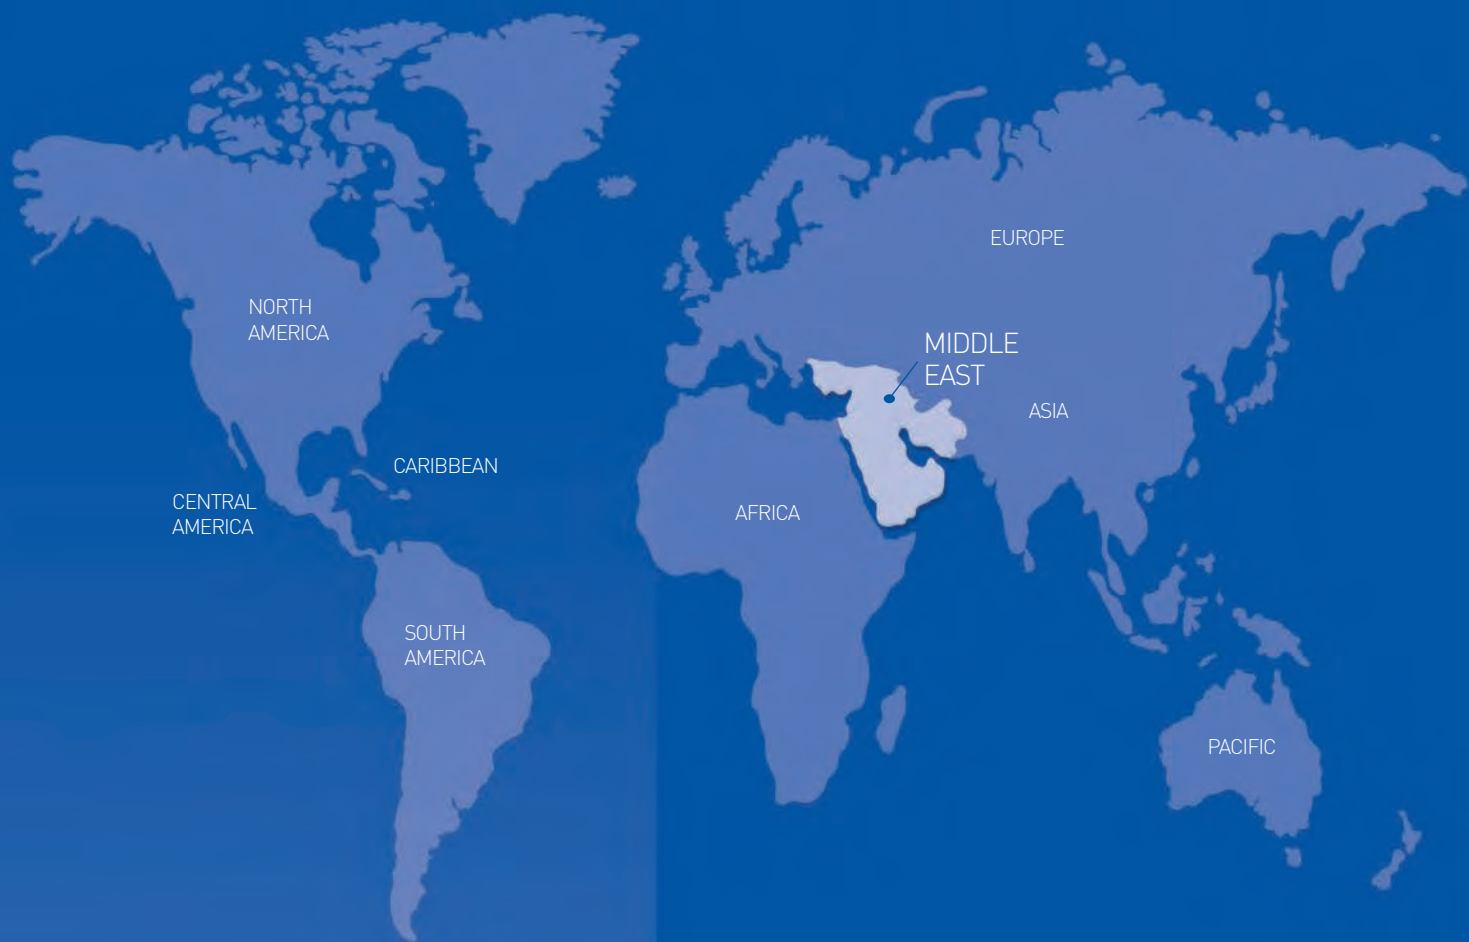 EUROPE
NORTH
AMERICA
MIDDLE
EAST
ASIA
CARIBBEAN
CENTRAL
AMERICA
AFRICA
SOUTH
AMERICA
PACIFIC